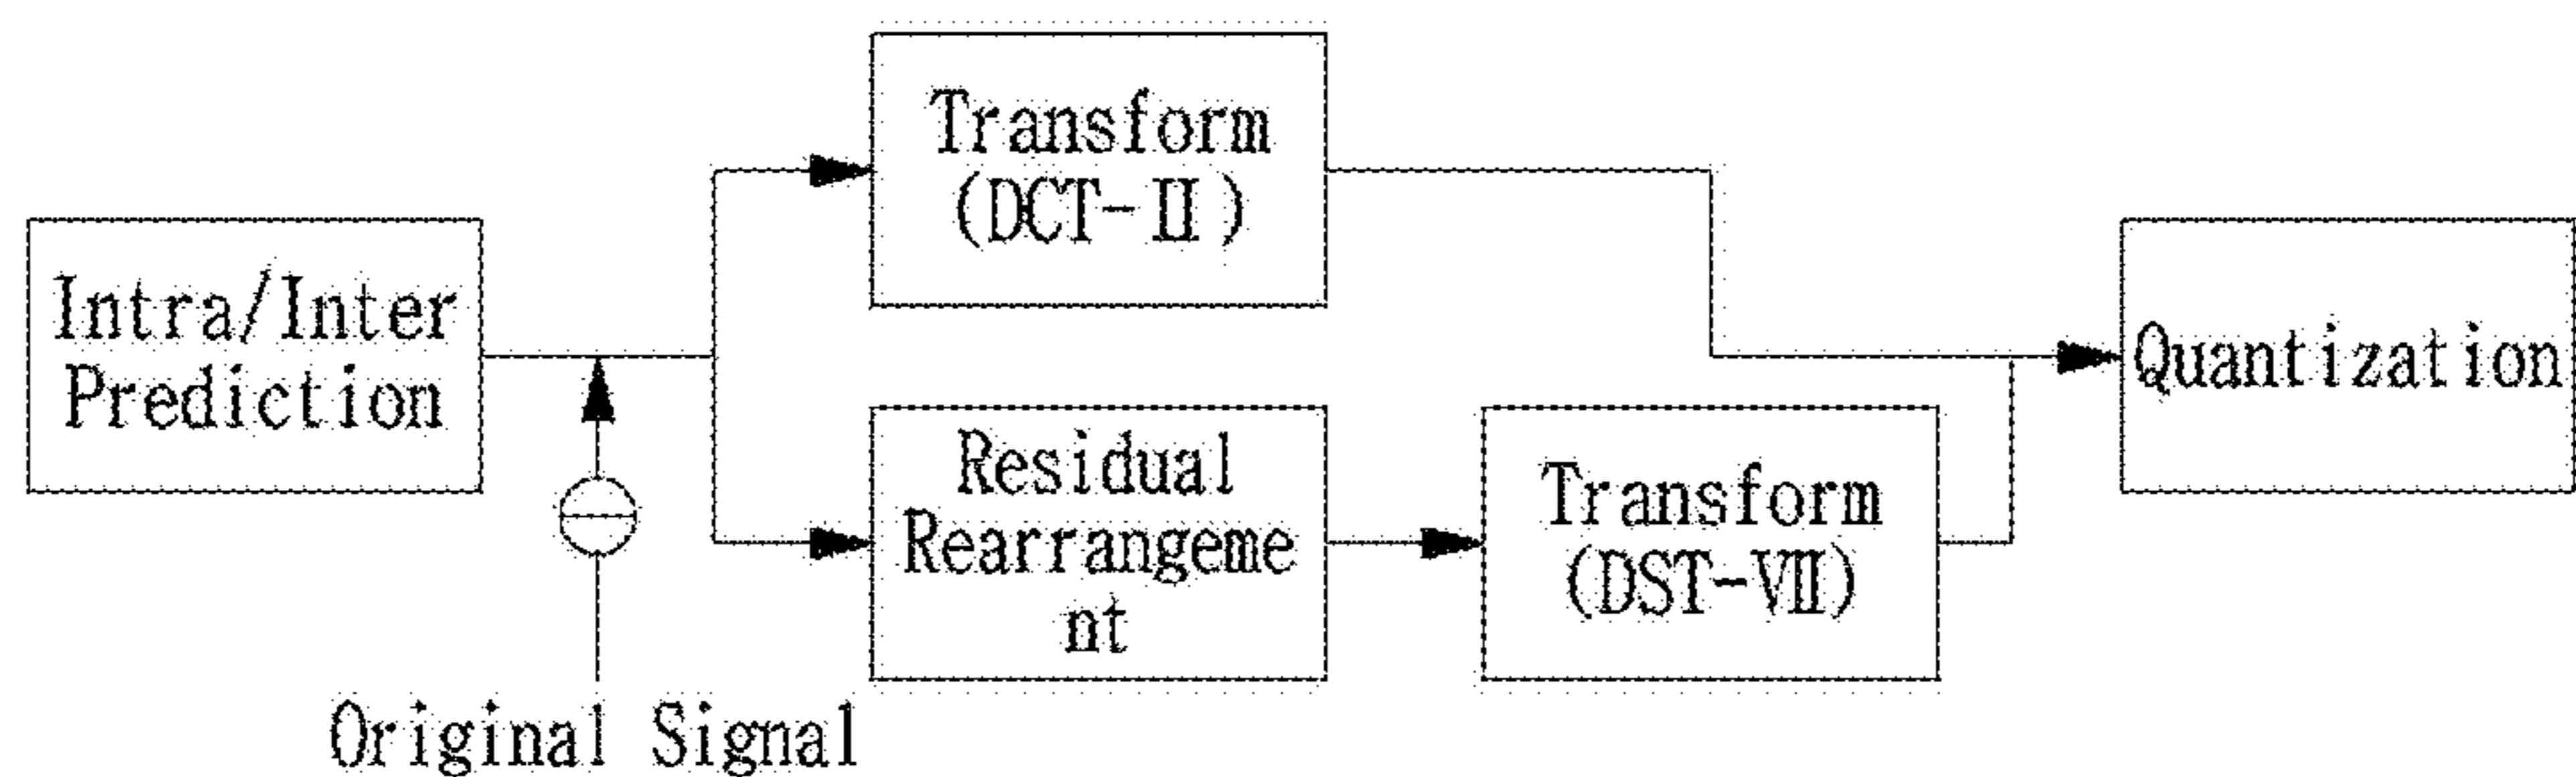 Transform
(DCT-Ⅱ)
Intra/Inter
Prediction
Quantization
Residual
Rearrangeme
nt
Transform
(DST-Ⅶ)
Original Signal